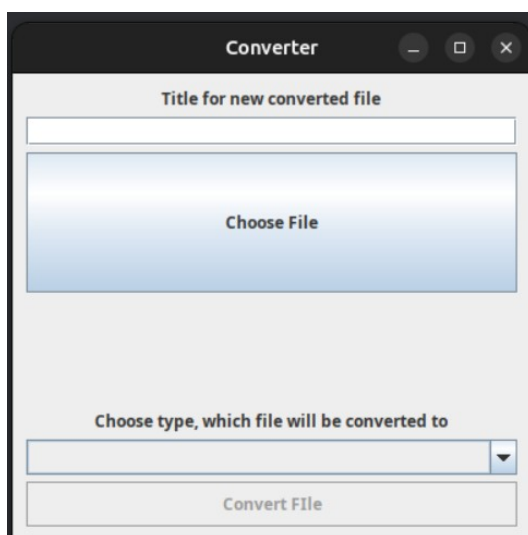 Converter
Title for new converted file
Choose File
Choose type, which file will be converted to
Convert FIle